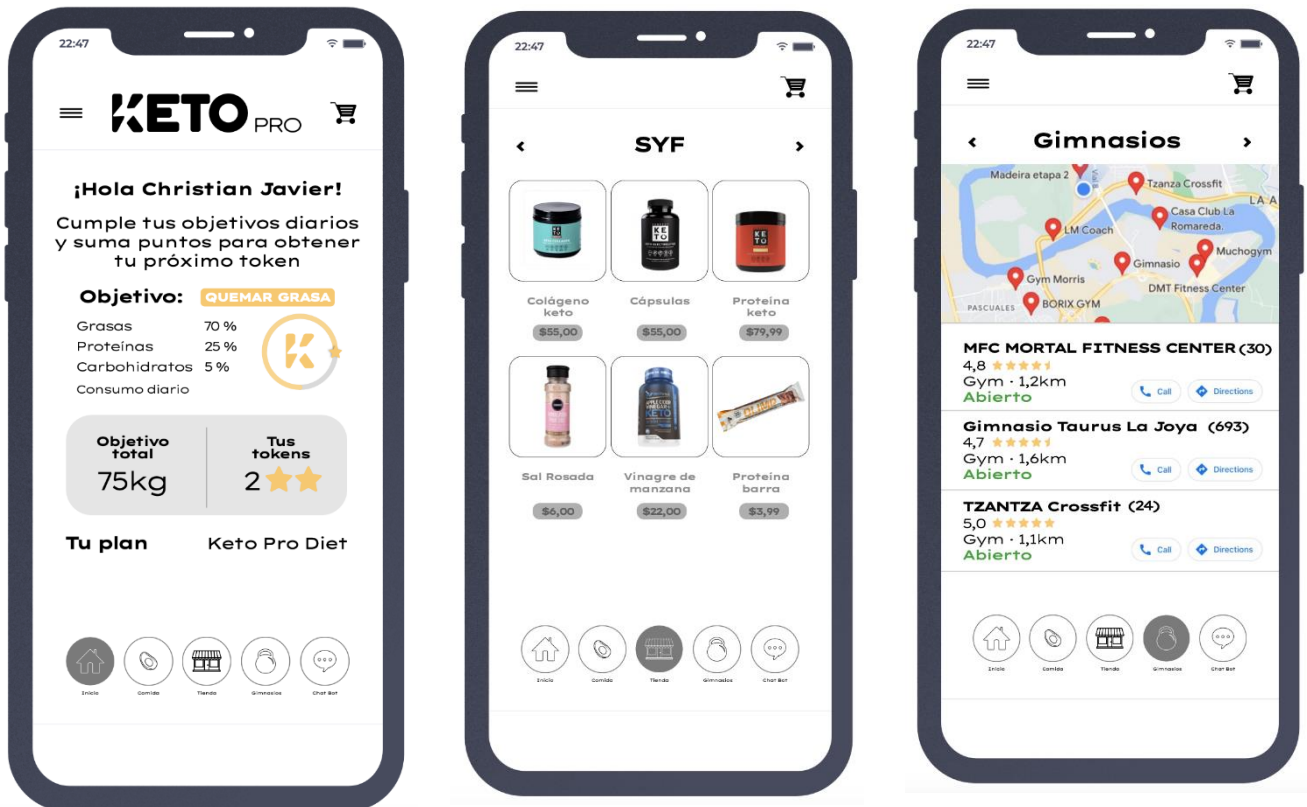 22:47
KETO PRO
¡Hola Christian Javier!
Cumple tus objetivos diarios
y suma puntos para obtener
tu próximo token
Objetivo: QUEMAR GRASA
Grasas 70 %
Proteínas 25 %
Carbohidratos 5 %
Consumo diario
Objetivo
total
75kg
Tus
tokens
2
Tu plan Keto Pro Diet
Inicio Comida Tienda Gimnasios Chat Bot
22:47
SYF
KETO
KETO
Colágeno
keto
$55,00
Cápsulas
$55,00
Proteína
keto
$79,99
KETO
Sal Rosada
$6,00
Vinagre de
manzana
$22,00
Proteína
barra
$3,99
Inicio Comida Tienda Gimnasios Chat Bot
22:47
Gimnasios
Madeira etapa 2
Tzanza Crossfit
LA A
Casa Club La
Romareda.
LM Coach
Muchogym
Gimnasio
Gym Morris
DMT Fitness Center
PASCUALES
BORIX GYM
MFC MORTAL FITNESS CENTER (30)
4,8
Gym · 1,2km
Abierto
Call Directions
Gimnasio Taurus La Joya (693)
4,7
Gym · 1,6km
Abierto
Call Directions
TZANTZA Crossfit (24)
5,0
Gym · 1,1km
Abierto
Call Directions
Inicio Comida Tienda Gimnasios Chat Bot